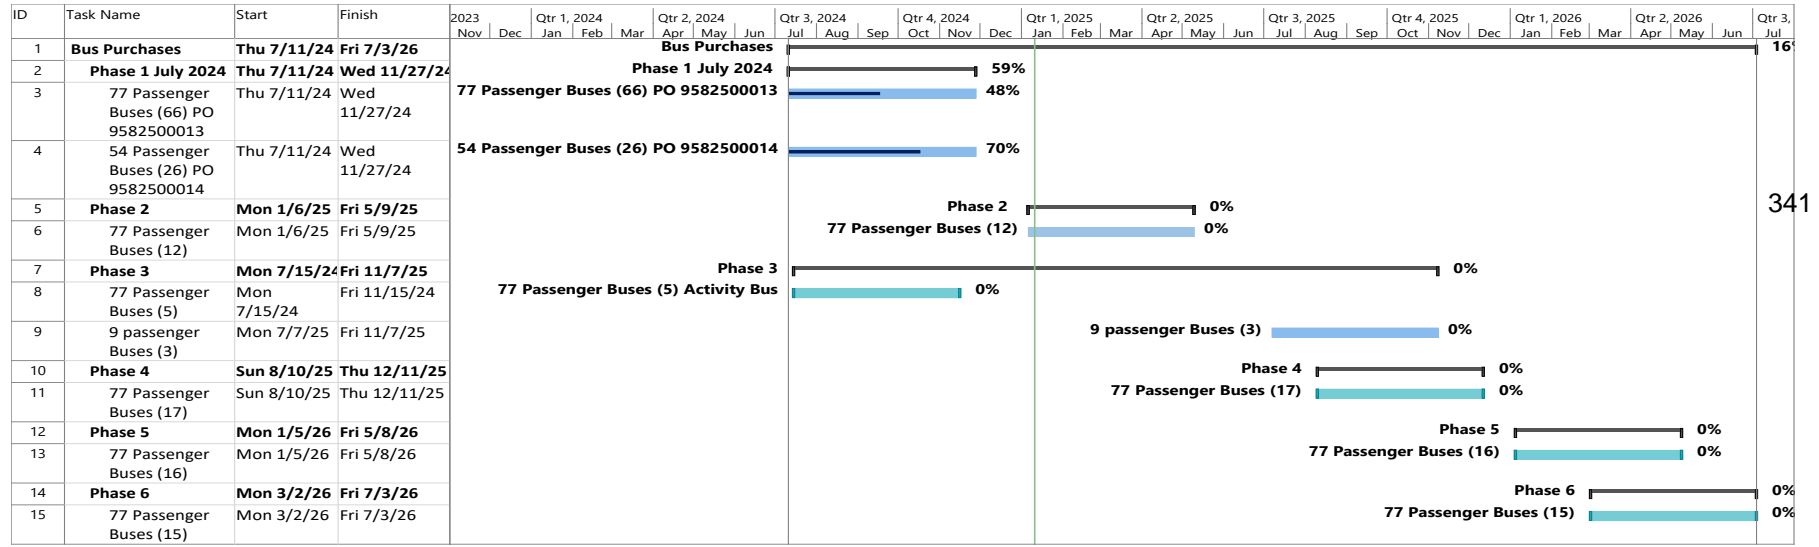 ID Task Name Start Finish 2023 Qtr 1, 2024 Qtr 2, 2024 Qtr 3, 2024 Qtr 4, 2024 Qtr 1, 2025 Qtr 2, 2025 Qtr 3, 2025 Qtr 4, 2025 Qtr 1, 2026 Qtr 2, 2026 Qtr 3,
Nov Dec Jan Feb Mar Apr May Jun Jul Aug Sep Oct Nov Dec Jan Feb Mar Apr May Jun Jul Aug Sep Oct Nov Dec Jan Feb Mar Apr May Jun Jul
1 Bus Purchases Thu 7/11/24 Fri 7/3/26 Bus Purchases 16%
2 Phase 1 July 2024 Thu 7/11/24 Wed 11/27/24 Phase 1 July 2024 59%
3 77 Passenger Thu 7/11/24 Wed 77 Passenger Buses (66) PO 9582500013 48%
Buses (66) PO 11/27/24
9582500013
4 54 Passenger Thu 7/11/24 Wed 54 Passenger Buses (26) PO 9582500014 70%
Buses (26) PO 11/27/24
9582500014
341
5 Phase 2 Mon 1/6/25 Fri 5/9/25 Phase 2 0%
6 77 Passenger Mon 1/6/25 Fri 5/9/25 77 Passenger Buses (12) 0%
Buses (12)
7 Phase 3 Mon 7/15/24 Fri 11/7/25 Phase 3 0%
8 77 Passenger Mon Fri 11/15/24 77 Passenger Buses (5) Activity Bus 0%
Buses (5) 7/15/24
9 9 passenger Mon 7/7/25 Fri 11/7/25 9 passenger Buses (3) 0%
Buses (3)
10 Phase 4 Sun 8/10/25 Thu 12/11/25 Phase 4 0%
11 77 Passenger Sun 8/10/25 Thu 12/11/25 77 Passenger Buses (17) 0%
Buses (17)
12 Phase 5 Mon 1/5/26 Fri 5/8/26 Phase 5 0%
13 77 Passenger Mon 1/5/26 Fri 5/8/26 77 Passenger Buses (16) 0%
Buses (16)
14 Phase 6 Mon 3/2/26 Fri 7/3/26 Phase 6 0%
15 77 Passenger Mon 3/2/26 Fri 7/3/26 77 Passenger Buses (15) 0%
Buses (15)